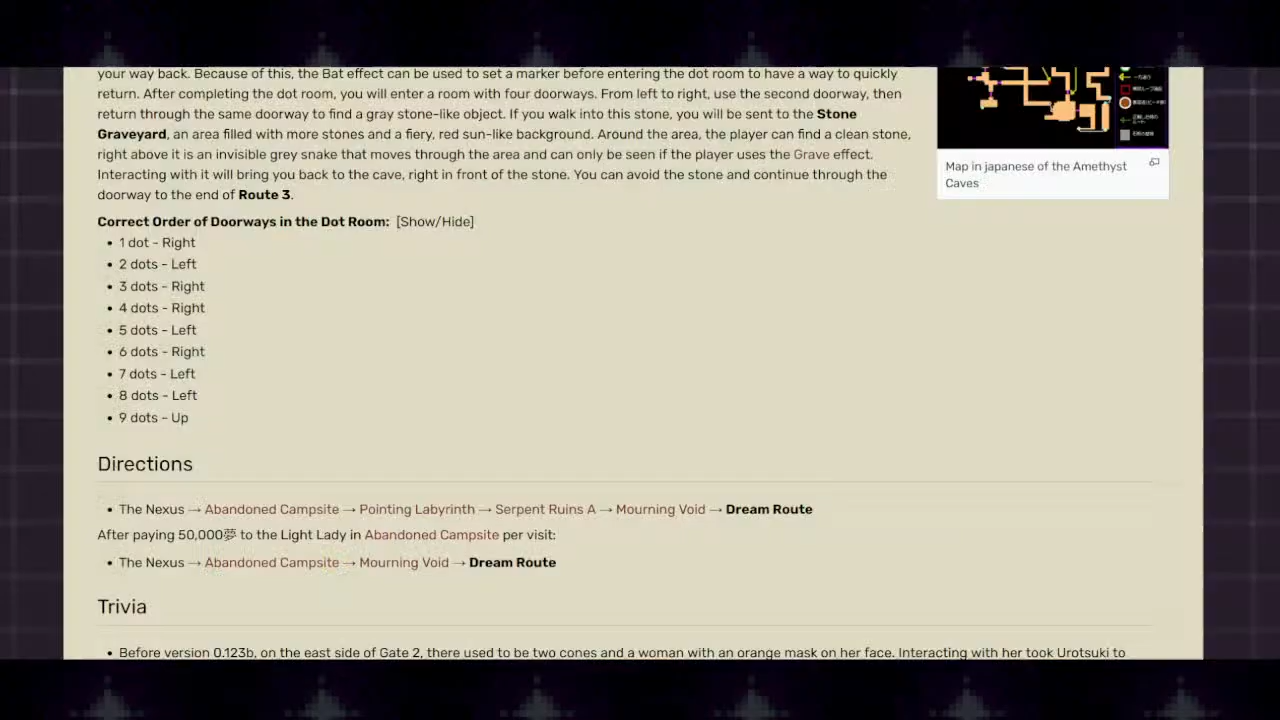 your way back. Because of this, the Bat effect can be used to set a marker before entering the dot room to have a way to quickly
return. After completing the dot room, you will enter a room with four doorways. From left to right, use the second doorway, then
return through the same doorway to find a gray stone-like object. If you walk into this stone, you will be sent to the Stone
Graveyard, an area filled with more stones and a fiery, red sun-like background. Around the area, the player can find a clean stone,
right above it is an invisible grey snake that moves through the area and can only be seen if the player uses the Grave effect.
Interacting with it will bring you back to the cave, right in front of the stone. You can avoid the stone and continue through the
doorway to the end of Route 3.
Map in japanese of the Amethyst
Caves
Correct Order of Doorways in the Dot Room: [Show/Hide]
• 1 dot - Right
• 2 dots - Left
• 3 dots - Right
• 4 dots - Right
• 5 dots - Left
• 6 dots - Right
• 7 dots - Left
• 8 dots - Left
• 9 dots - Up
Directions
• The Nexus → Abandoned Campsite → Pointing Labyrinth → Serpent Ruins A → Mourning Void → Dream Route
After paying 50,000夢 to the Light Lady in Abandoned Campsite per visit:
• The Nexus → Abandoned Campsite → Mourning Void → Dream Route
Trivia
• Before version 0.123b, on the east side of Gate 2, there used to be two cones and a woman with an orange mask on her face. Interacting with her took Urotsuki to